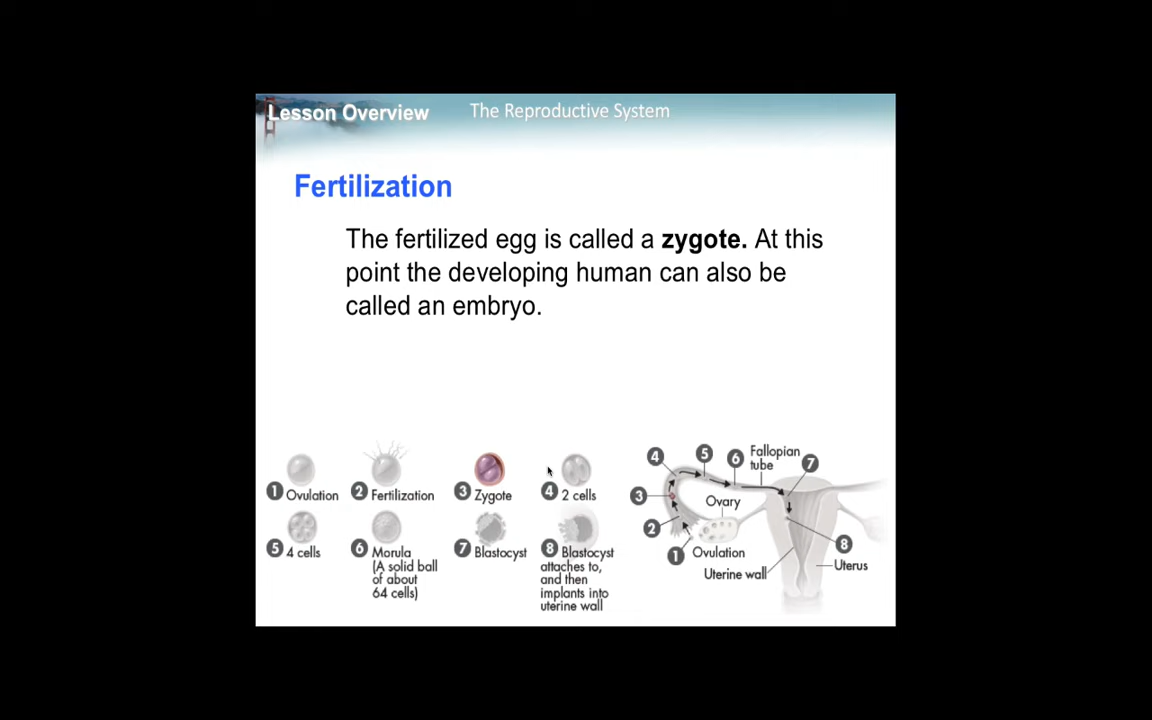 Lesson Overview The Reproductive System
Fertilization
The fertilized egg is called a zygote. At this
point the developing human can also be
called an embryo.
1 Ovulation
2 Fertilization
3 Zygote
4 2 cells
5 4 cells
6 Morula
(A solid ball
of about
64 cells)
7 Blastocyst
8 Blastocyst
attaches to,
and then
implants into
uterine wall
4
5
6
Fallopian
tube
7
3
Ovary
2
1
Ovulation
8
Uterine wall
Uterus